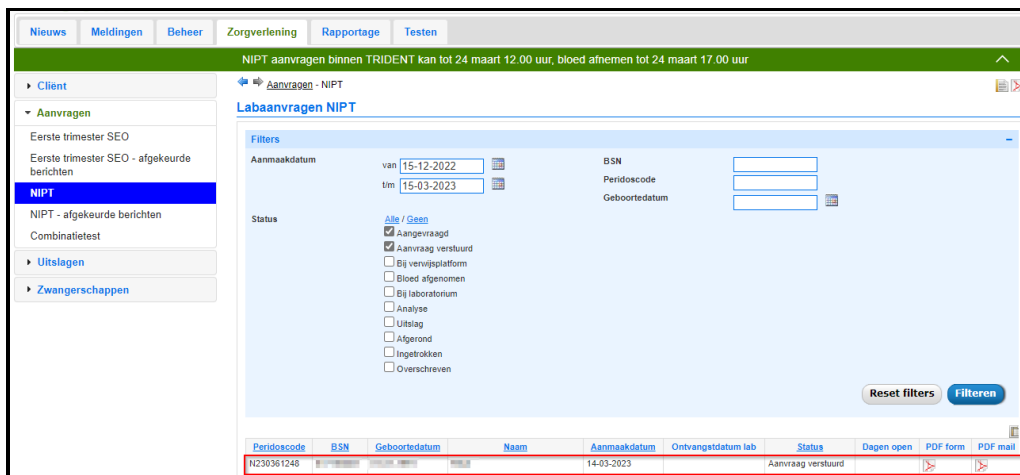 Nieuws Meldingen Beheer Zorgverlening Rapportage Testen
NIPT aanvragen binnen TRIDENT kan tot 24 maart 12.00 uur, bloed afnemen tot 24 maart 17.00 uur
Cliënt
Aanvragen
Eerste trimester SEO
Eerste trimester SEO - afgekeurde
berichten
NIPT
NIPT - afgekeurde berichten
Combinatietest
Uitslagen
Zwangerschappen
Aanvragen - NIPT
Labaanvragen NIPT
Filters
Aanmaakdatum
van 15-12-2022
t/m 15-03-2023
BSN
Peridoscode
Geboortedatum
Status
Alle / Geen
Aangevraagd
Aanvraag verstuurd
Bij verwijsplatform
Bloed afgenomen
Bij laboratorium
Analyse
Uitslag
Afgerond
Ingetrokken
Overschreven
Reset filters Filteren
Peridoscode BSN Geboortedatum Naam Aanmaakdatum Ontvangstdatum lab Status Dagen open PDF form PDF mail
N230361248 14-03-2023 Aanvraag verstuurd